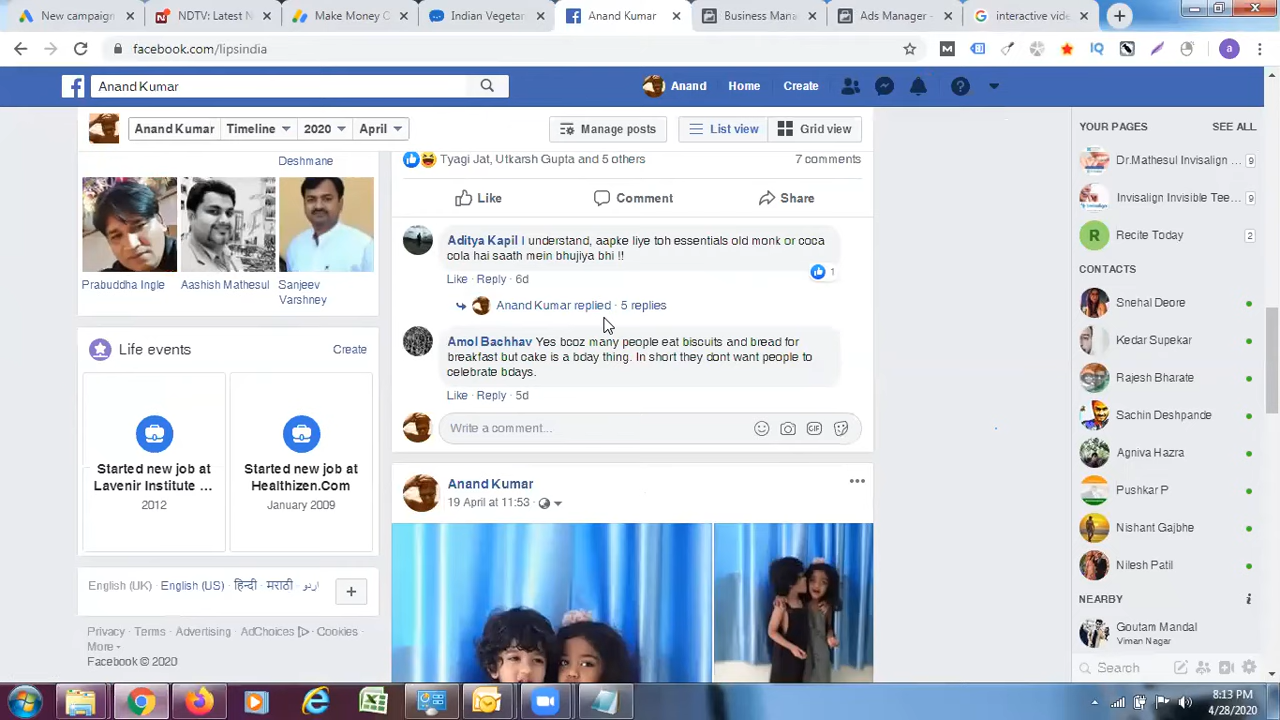 New campaign
NDTV: Latest N
Make Money O
Indian Vegetar
Anand Kumar
Business Mana
Ads Manager -
interactive vide
facebook.com/lipsindia
M
IQ
a
Anand Kumar
Anand
Home
Create
Anand Kumar
Timeline
2020
April
Manage posts
List view
Grid view
Deshmane
Prabuddha Ingle
Aashish Mathesul
Sanjeev
Varshney
Life events
Create
Started new job at
Lavenir Institute ...
2012
Started new job at
Healthizen.Com
January 2009
English (UK) · English (US) · हिन्दी · मराठी · اردو
Privacy · Terms · Advertising · AdChoices · Cookies ·
More
Facebook © 2020
Tyagi Jat, Utkarsh Gupta and 5 others
7 comments
Like
Comment
Share
Aditya Kapil I understand, aapke liye toh essentials old monk or coca
cola hai saath mein bhujiya bhi !!
1
Like · Reply · 6d
Anand Kumar replied · 5 replies
Amol Bachhav Yes bcoz many people eat biscuits and bread for
breakfast but cake is a bday thing. In short they dont want people to
celebrate bdays.
Like · Reply · 5d
Write a comment...
GIF
Anand Kumar
19 April at 11:53
YOUR PAGES
SEE ALL
Dr.Mathesul Invisalign ...
9
Invisalign Invisible Tee...
9
R
Recite Today
2
CONTACTS
Snehal Deore
Kedar Supekar
Rajesh Bharate
Sachin Deshpande
Agniva Hazra
Pushkar P
Nishant Gajbhe
Nilesh Patil
NEARBY
Goutam Mandal
Viman Nagar
Search
8:13 PM
4/28/2020